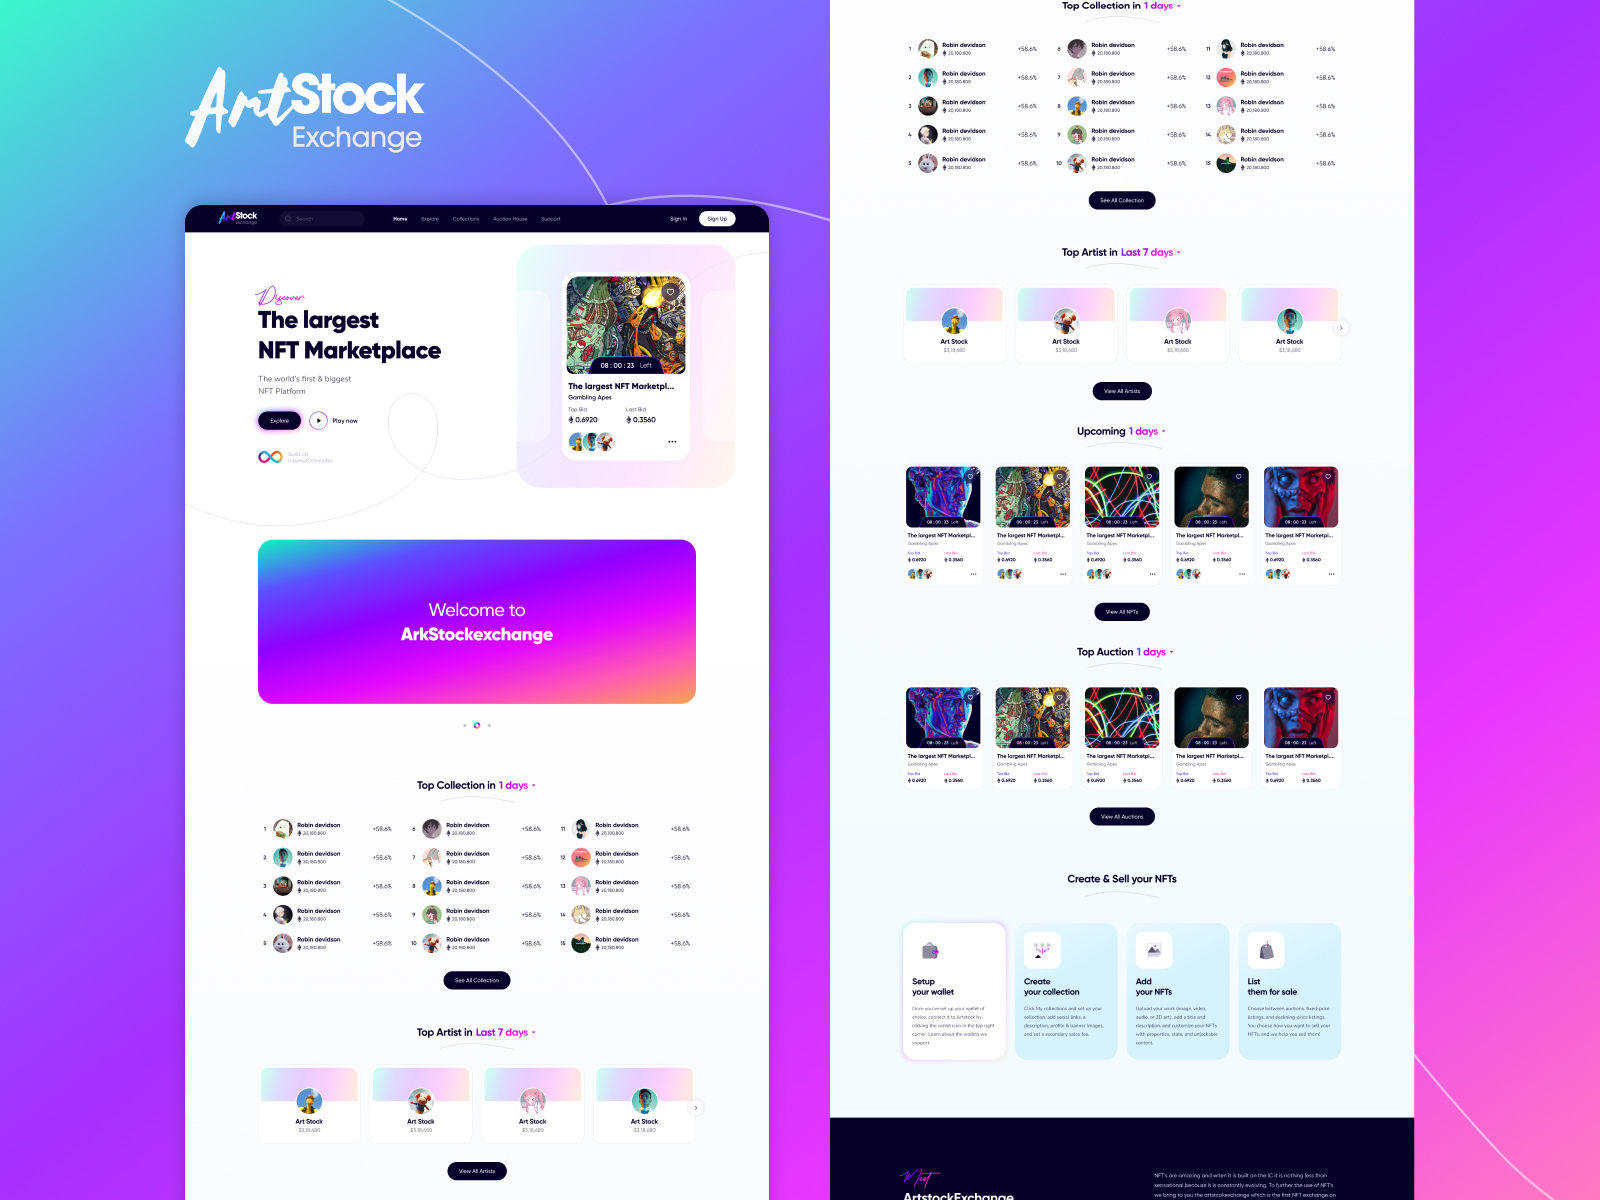 ArtStock
Exchange
ArtStock
Exchange
Search
Home
Explore
Collections
Auction House
Support
Sign In
Sign Up
Discover
The largest
NFT Marketplace
The world's first & biggest
NFT Platform
Explore
Play now
Build on
InternetComputer
08 : 00 : 23 Left
The largest NFT Marketpl...
Gambling Apes
Top Bid
Last Bid
0.6920
0.3560
Welcome to
ArkStockexchange
Top Collection in 1 days
1 Robin devidson +58.6%
20,180.800
6 Robin devidson +58.6%
20,180.800
11 Robin devidson +58.6%
20,180.800
2 Robin devidson +58.6%
20,180.800
7 Robin devidson +58.6%
20,180.800
12 Robin devidson +58.6%
20,180.800
3 Robin devidson +58.6%
20,180.800
8 Robin devidson +58.6%
20,180.800
13 Robin devidson +58.6%
20,180.800
4 Robin devidson +58.6%
20,180.800
9 Robin devidson +58.6%
20,180.800
14 Robin devidson +58.6%
20,180.800
5 Robin devidson +58.6%
20,180.800
10 Robin devidson +58.6%
20,180.800
15 Robin devidson +58.6%
20,180.800
See All Collection
Top Artist in Last 7 days
Art Stock
$3,18,680
Art Stock
$3,18,680
Art Stock
$3,18,680
Art Stock
$3,18,680
View All Artists
Top Collection in 1 days
1 Robin devidson +58.6%
20,180.800
6 Robin devidson +58.6%
20,180.800
11 Robin devidson +58.6%
20,180.800
2 Robin devidson +58.6%
20,180.800
7 Robin devidson +58.6%
20,180.800
12 Robin devidson +58.6%
20,180.800
3 Robin devidson +58.6%
20,180.800
8 Robin devidson +58.6%
20,180.800
13 Robin devidson +58.6%
20,180.800
4 Robin devidson +58.6%
20,180.800
9 Robin devidson +58.6%
20,180.800
14 Robin devidson +58.6%
20,180.800
5 Robin devidson +58.6%
20,180.800
10 Robin devidson +58.6%
20,180.800
15 Robin devidson +58.6%
20,180.800
See All Collection
Top Artist in Last 7 days
Art Stock
$3,18,680
Art Stock
$3,18,680
Art Stock
$3,18,680
Art Stock
$3,18,680
View All Artists
Upcoming 1 days
08 : 00 : 23 Left
The largest NFT Marketpl...
Gambling Apes
Top Bid Last Bid
0.6920 0.3560
08 : 00 : 23 Left
The largest NFT Marketpl...
Gambling Apes
Top Bid Last Bid
0.6920 0.3560
08 : 00 : 23 Left
The largest NFT Marketpl...
Gambling Apes
Top Bid Last Bid
0.6920 0.3560
08 : 00 : 23 Left
The largest NFT Marketpl...
Gambling Apes
Top Bid Last Bid
0.6920 0.3560
08 : 00 : 23 Left
The largest NFT Marketpl...
Gambling Apes
Top Bid Last Bid
0.6920 0.3560
View All NFTs
Top Auction 1 days
08 : 00 : 23 Left
The largest NFT Marketpl...
Gambling Apes
Top Bid Last Bid
0.6920 0.3560
08 : 00 : 23 Left
The largest NFT Marketpl...
Gambling Apes
Top Bid Last Bid
0.6920 0.3560
08 : 00 : 23 Left
The largest NFT Marketpl...
Gambling Apes
Top Bid Last Bid
0.6920 0.3560
08 : 00 : 23 Left
The largest NFT Marketpl...
Gambling Apes
Top Bid Last Bid
0.6920 0.3560
08 : 00 : 23 Left
The largest NFT Marketpl...
Gambling Apes
Top Bid Last Bid
0.6920 0.3560
View All Auctions
Create & Sell your NFTs
Setup
your wallet
Once you've set up your wallet of
choice, connect it to Artstock by
clicking the wallet icon in the top right
corner. Learn about the wallets we
support.
Create
your collection
Click My collections and set up your
collection, add social links, a
description, profile & banner images,
and set a secondary sales fee.
Add
your NFTs
Upload your work (image, video,
audio, or 3D art), add a title and
description, and customize your NFTs
with properties, stats, and unlockable
content.
List
them for sale
Choose between auctions, fixed-price
listings, and declining-price listings.
You choose how you want to sell your
NFTs, and we help you sell them!
Meet
ArtstockExchange
NFT's are amazing and when it is built on the IC it is nothing less than
sensational because it is constantly evolving. To further the use of NFT's
we bring to you the artstcokexchange which is the first NFT exchange on